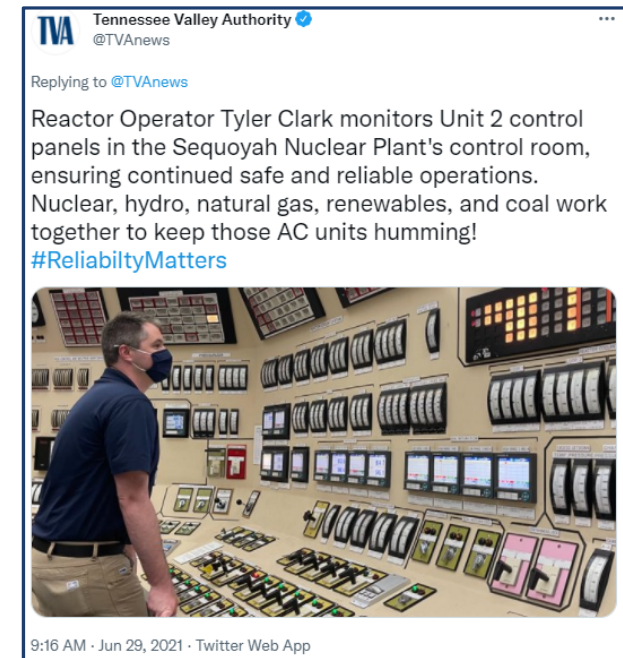 TVA
Tennessee Valley Authority
@TVAnews
Replying to @TVAnews
Reactor Operator Tyler Clark monitors Unit 2 control
panels in the Sequoyah Nuclear Plant's control room,
ensuring continued safe and reliable operations.
Nuclear, hydro, natural gas, renewables, and coal work
together to keep those AC units humming!
#ReliabiltyMatters
9:16 AM · Jun 29, 2021 · Twitter Web App